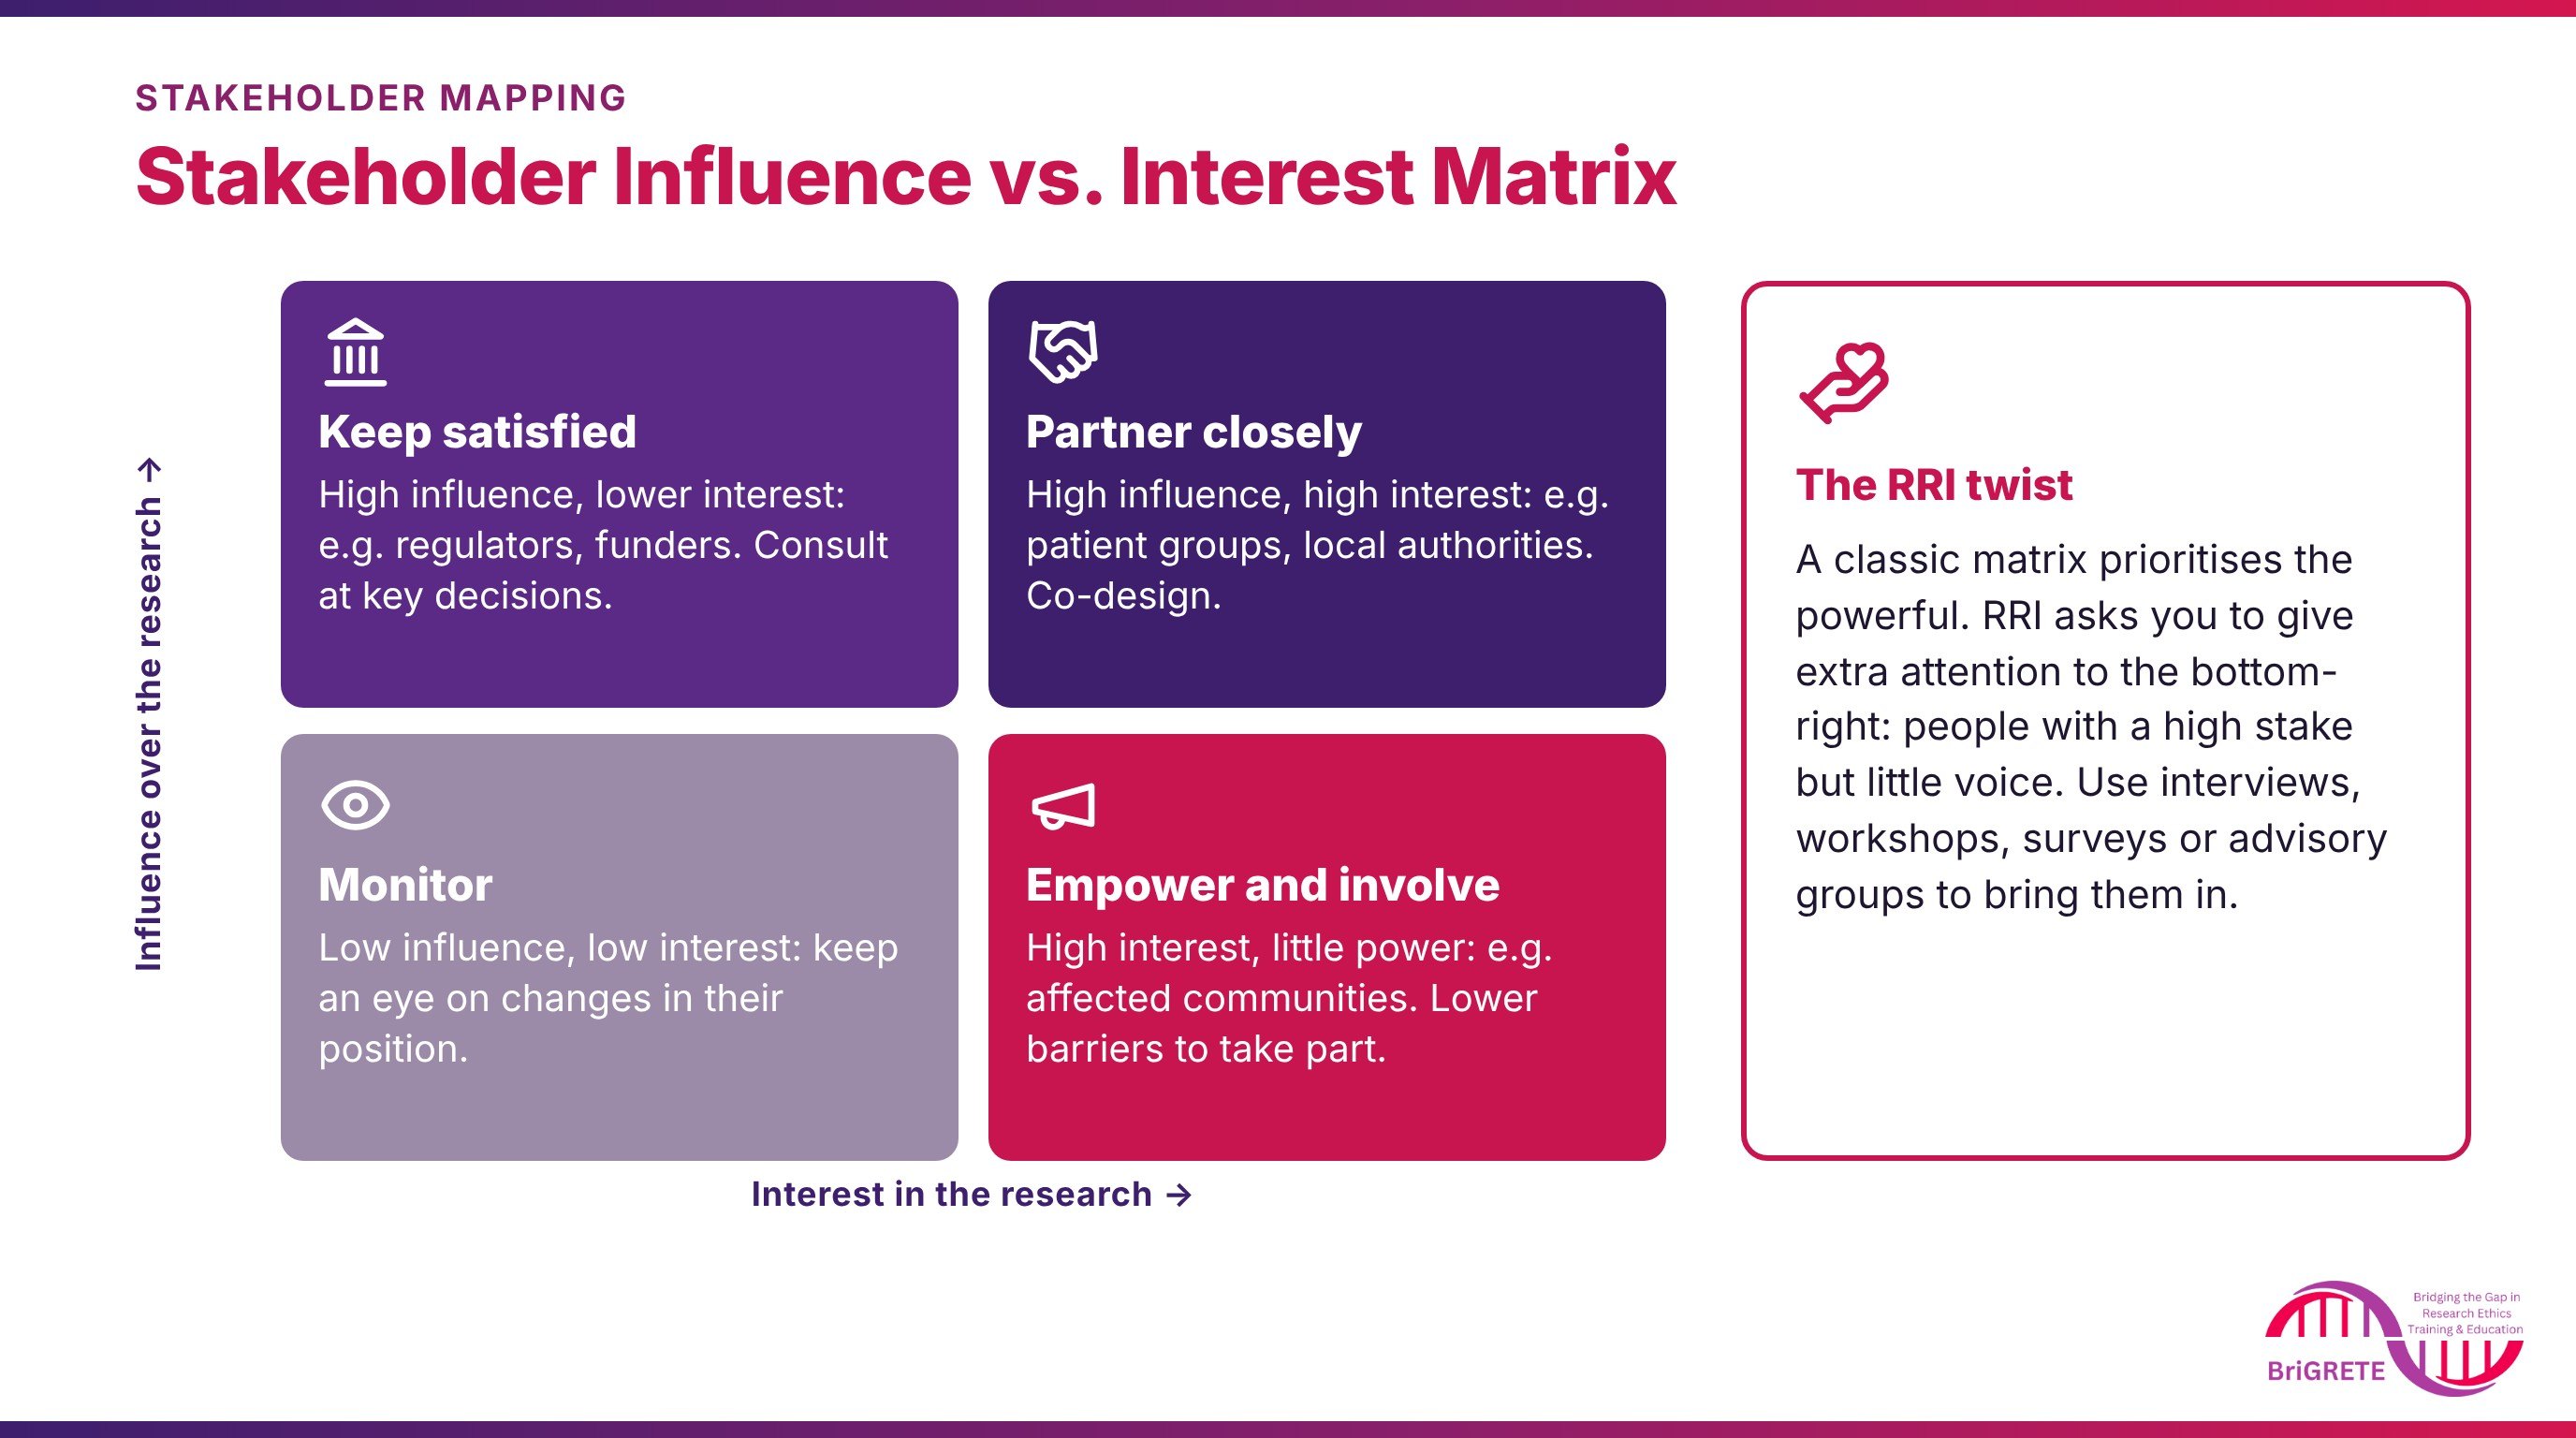 STAKEHOLDER MAPPING
Stakeholder Influence vs. Interest Matrix
Influence over the research →
Keep satisfied
High influence, lower interest:
e.g. regulators, funders. Consult
at key decisions.
Partner closely
High influence, high interest: e.g.
patient groups, local authorities.
Co-design.
Monitor
Low influence, low interest: keep
an eye on changes in their
position.
Empower and involve
High interest, little power: e.g.
affected communities. Lower
barriers to take part.
Interest in the research →
The RRI twist
A classic matrix prioritises the
powerful. RRI asks you to give
extra attention to the bottom-
right: people with a high stake
but little voice. Use interviews,
workshops, surveys or advisory
groups to bring them in.
Bridging the Gap in
Research Ethics
Training & Education
BriGRETE